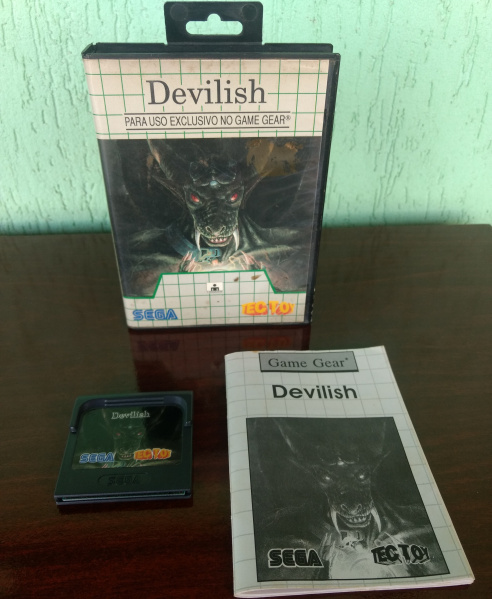 Devilish
PARA USO EXCLUSIVO NO GAME GEAR®
SEGA
TEC TOY
Devilish
SEGA
TEC TOY
SEGA
Game Gear®
Devilish
SEGA
TEC TOY